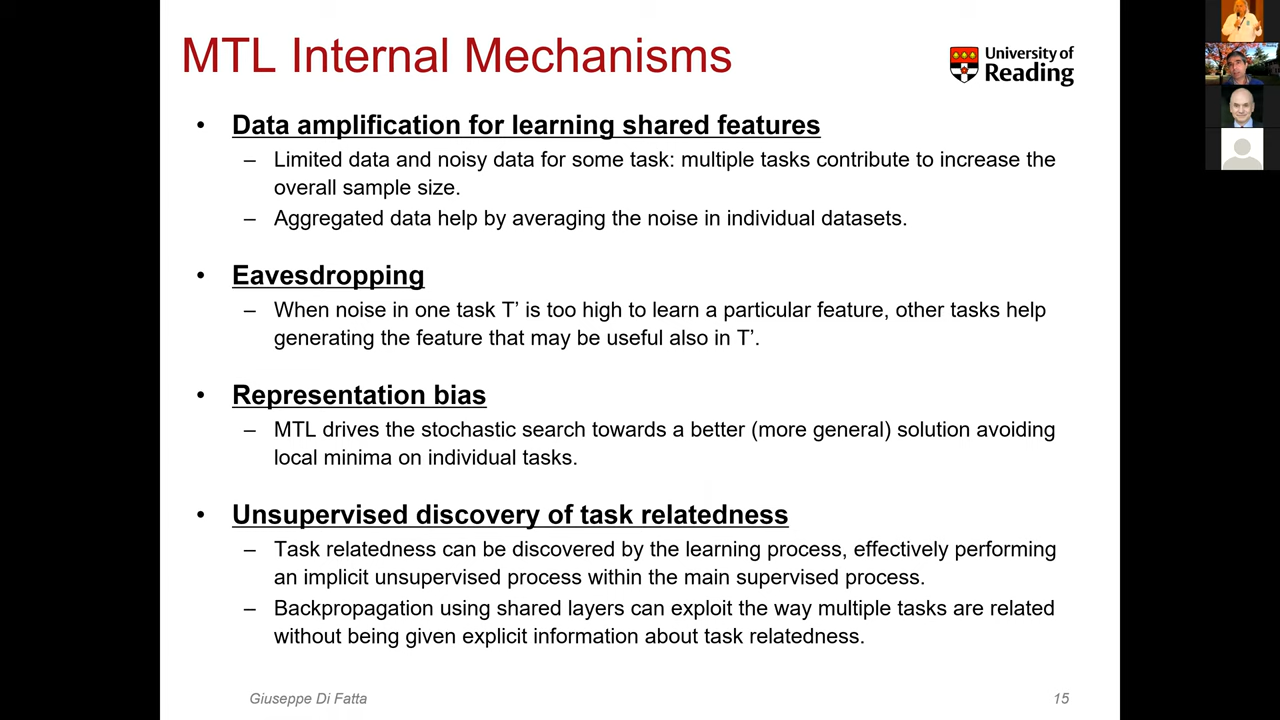 MTL Internal Mechanisms
University of
Reading
• Data amplification for learning shared features
– Limited data and noisy data for some task: multiple tasks contribute to increase the
overall sample size.
– Aggregated data help by averaging the noise in individual datasets.
• Eavesdropping
– When noise in one task T’ is too high to learn a particular feature, other tasks help
generating the feature that may be useful also in T’.
• Representation bias
– MTL drives the stochastic search towards a better (more general) solution avoiding
local minima on individual tasks.
• Unsupervised discovery of task relatedness
– Task relatedness can be discovered by the learning process, effectively performing
an implicit unsupervised process within the main supervised process.
– Backpropagation using shared layers can exploit the way multiple tasks are related
without being given explicit information about task relatedness.
Giuseppe Di Fatta
15